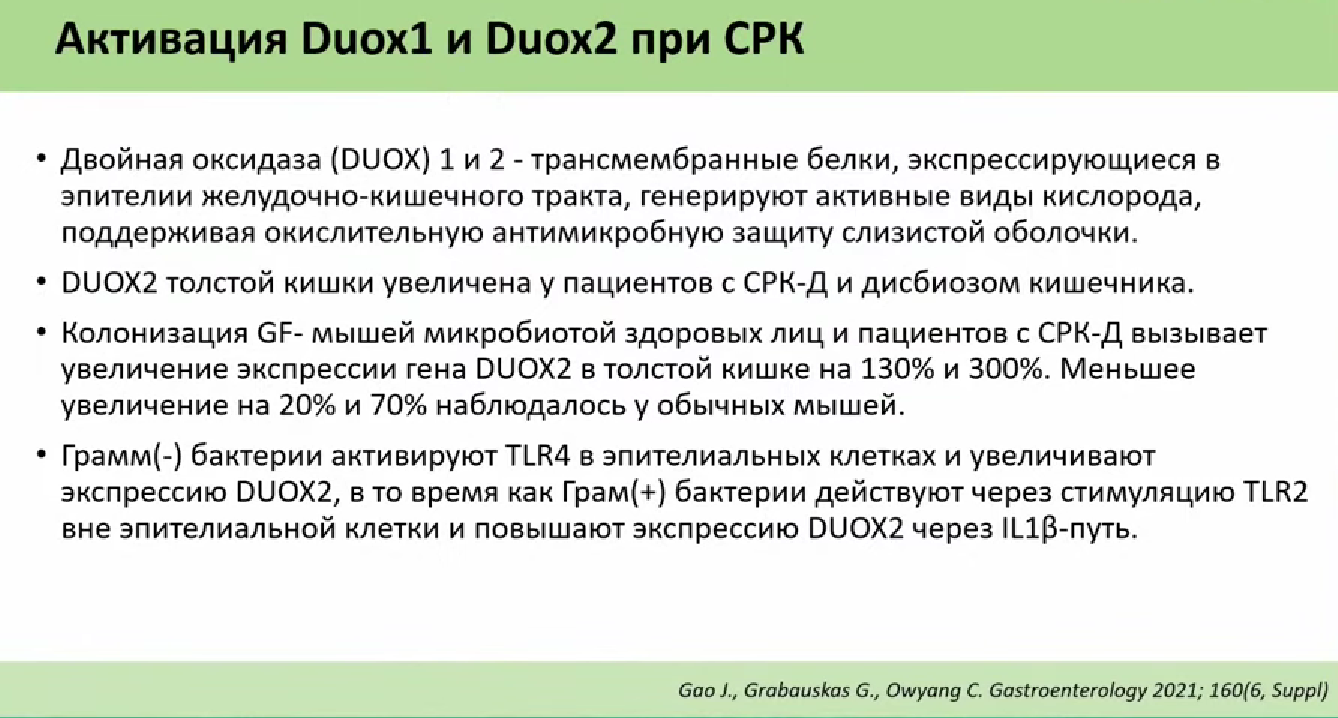 Активация Duox1 и Duox2 при СРК
• Двойная оксидаза (DUOX) 1 и 2 - трансмембранные белки, экспрессирующиеся в
эпителии желудочно-кишечного тракта, генерируют активные виды кислорода,
поддерживая окислительную антимикробную защиту слизистой оболочки.
• DUOX2 толстой кишки увеличена у пациентов с СРК-Д и дисбиозом кишечника.
• Колонизация GF- мышей микробиотой здоровых лиц и пациентов с СРК-Д вызывает
увеличение экспрессии гена DUOX2 в толстой кишке на 130% и 300%. Меньшее
увеличение на 20% и 70% наблюдалось у обычных мышей.
• Грамм(-) бактерии активируют TLR4 в эпителиальных клетках и увеличивают
экспрессию DUOX2, в то время как Грам(+) бактерии действуют через стимуляцию TLR2
вне эпителиальной клетки и повышают экспрессию DUOX2 через IL1β-путь.
Gao J., Grabauskas G., Owyang C. Gastroenterology 2021; 160(6, Suppl)